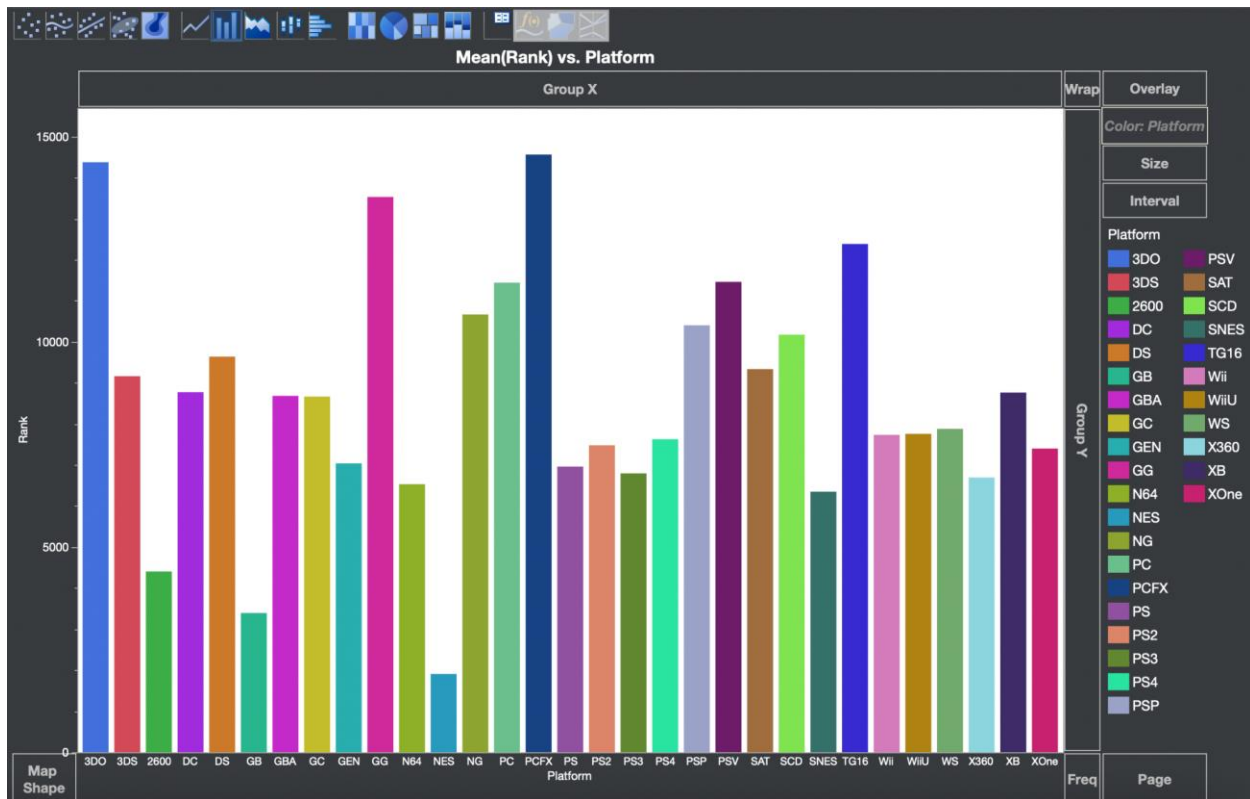 Mean(Rank) vs. Platform
Group X
Wrap
Overlay
Color: Platform
Size
Interval
Platform
3DO
3DS
2600
DC
DS
GB
GBA
GC
GEN
GG
N64
NES
NG
PC
PCFX
PS
PS2
PS3
PS4
PSP
PSV
SAT
SCD
SNES
TG16
Wii
WiiU
WS
X360
XB
XOne
Group Y
Rank
15000
10000
5000
0
3DO 3DS 2600 DC DS GB GBA GC GEN GG N64 NES NG PC PCFX PS PS2 PS3 PS4 PSP PSV SAT SCD SNES TG16 Wii WiiU WS X360 XB XOne
Platform
Map
Shape
Freq
Page